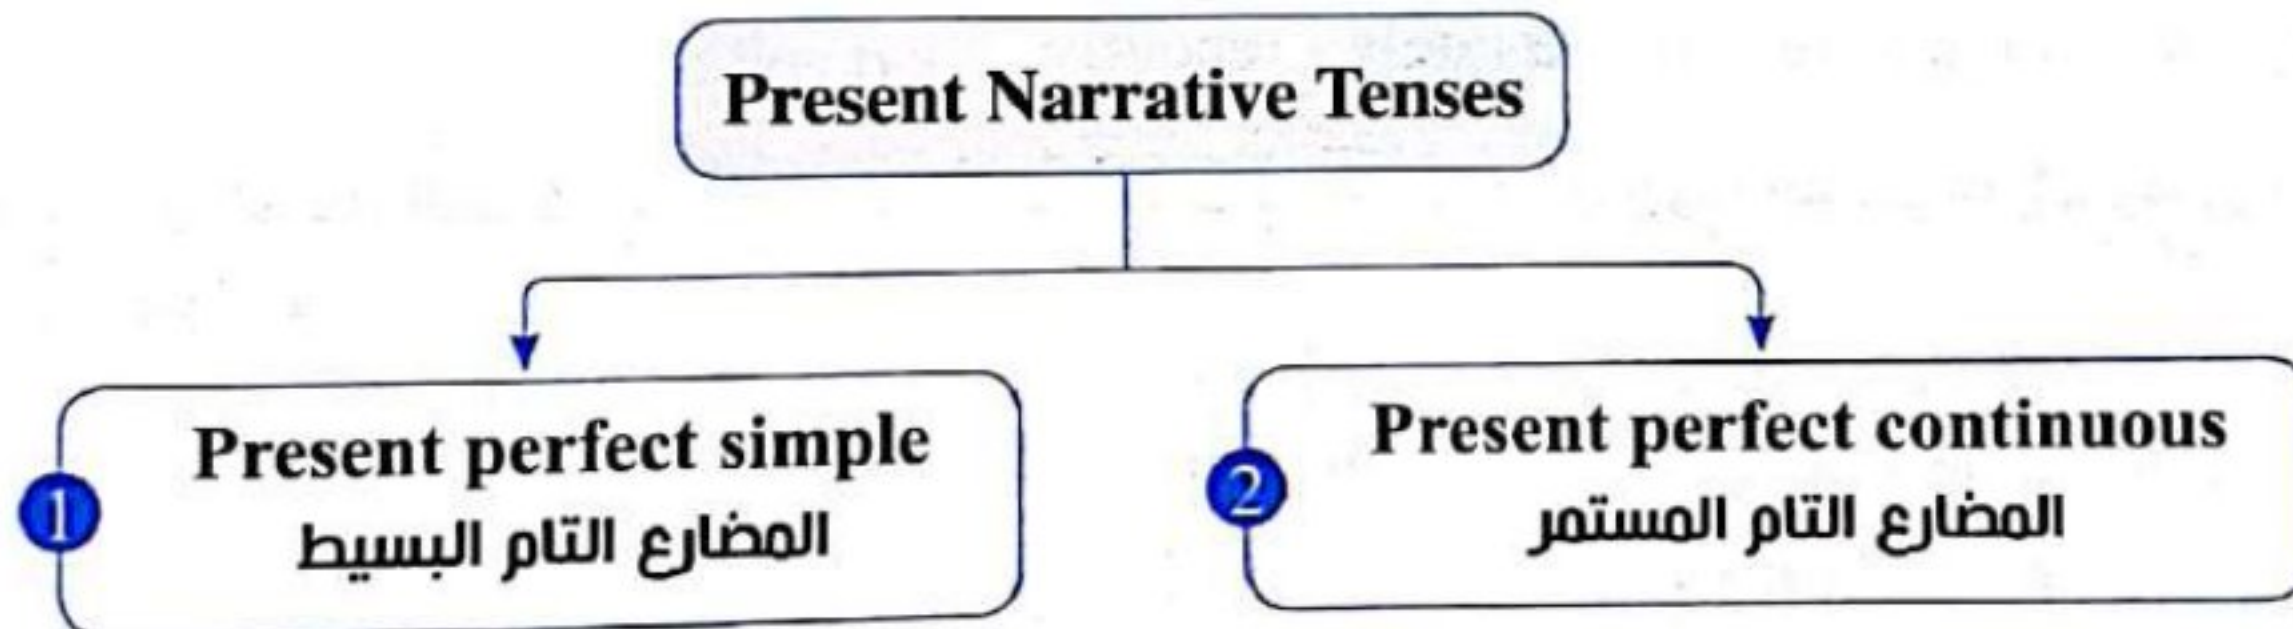 Present Narrative Tenses
1
Present perfect simple
المضارع التام البسيط
2
Present perfect continuous
المضارع التام المستمر